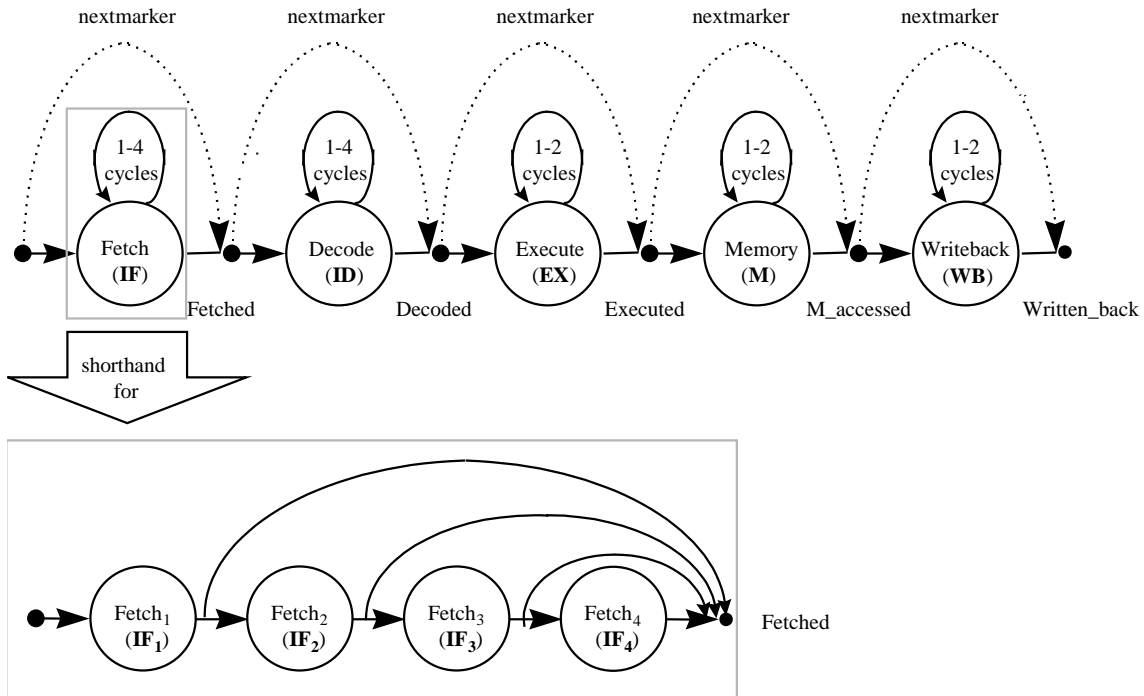 nextmarker
nextmarker
nextmarker
nextmarker
nextmarker
1-4
cycles
1-4
cycles
1-2
cycles
1-2
cycles
1-2
cycles
Fetch
(IF)
Decode
(ID)
Execute
(EX)
Memory
(M)
Writeback
(WB)
Fetched
Decoded
Executed
M_accessed
Written_back
shorthand
for
Fetch₁
(IF₁)
Fetch₂
(IF₂)
Fetch₃
(IF₃)
Fetch₄
(IF₄)
Fetched